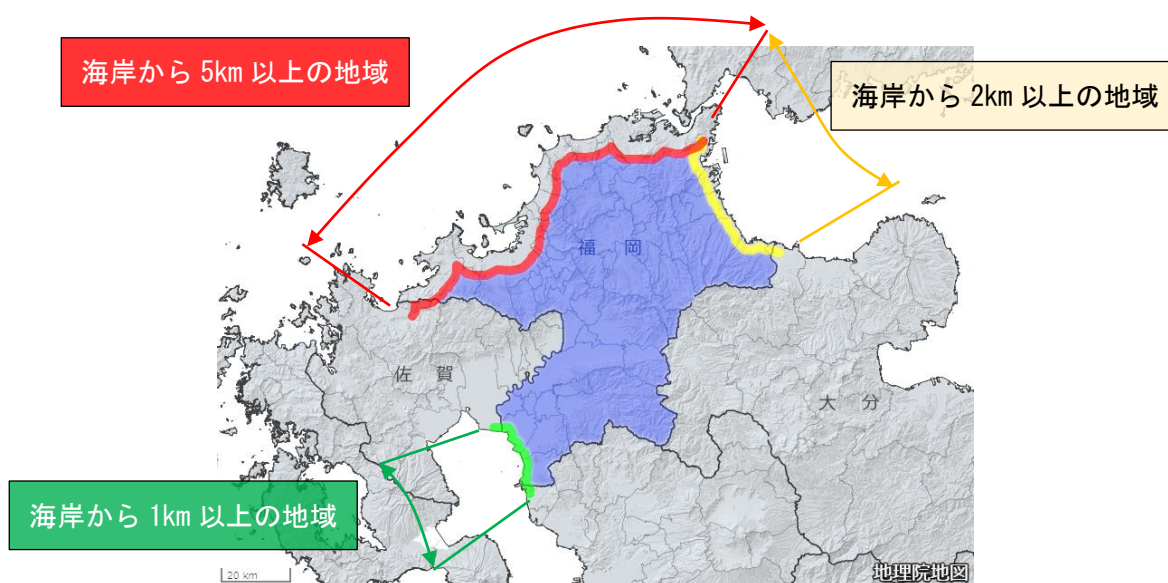 海岸から 5km 以上の地域
海岸から 2km 以上の地域
福 岡
佐 賀
大 分
海岸から 1km 以上の地域
20 km
地理院地図